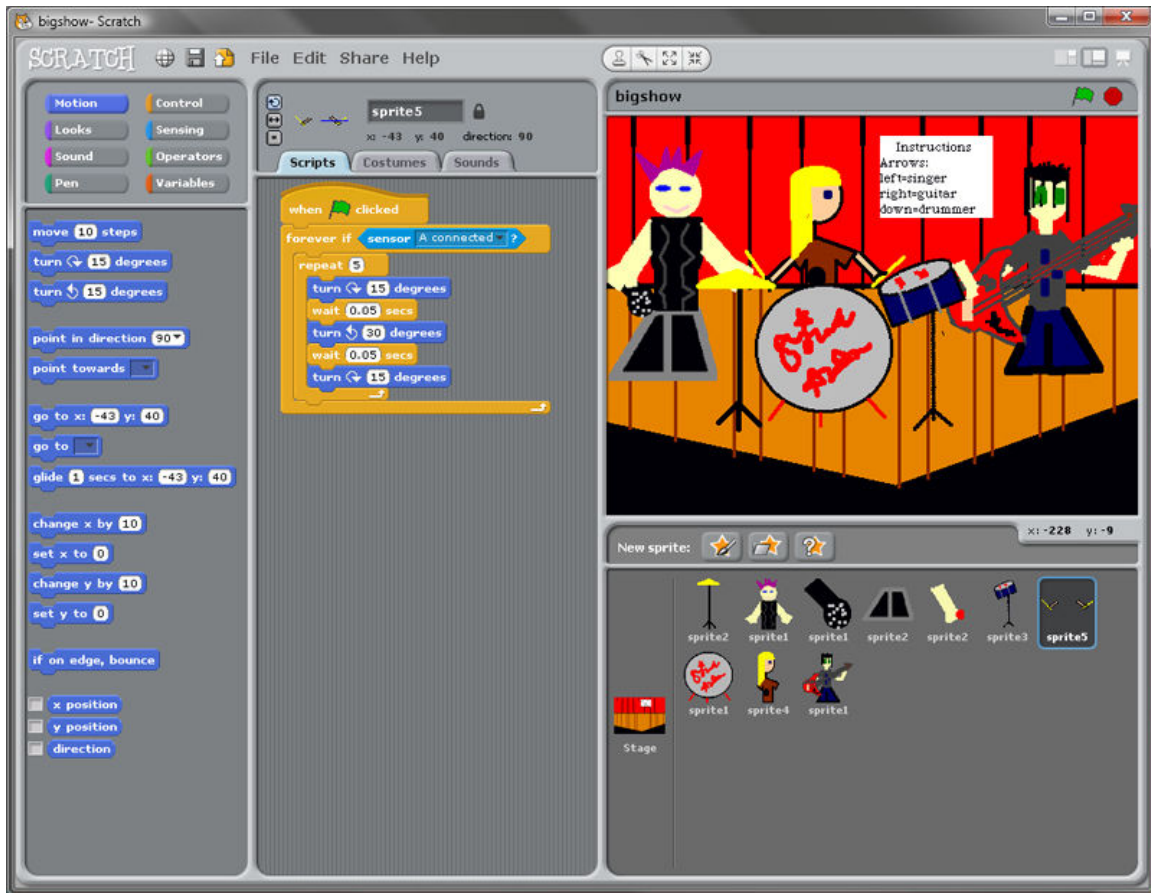 bigshow- Scratch
SCRATCH File Edit Share Help
Motion Control
Looks Sensing
Sound Operators
Pen Variables
move 10 steps
turn 15 degrees
turn 15 degrees
point in direction 90
point towards
go to x: -43 y: 40
go to
glide 1 secs to x: -43 y: 40
change x by 10
set x to 0
change y by 10
set y to 0
if on edge, bounce
x position
y position
direction
sprite5
x: -43 y: 40 direction: 90
Scripts Costumes Sounds
when clicked
forever if sensor A connected ?
repeat 5
turn 15 degrees
wait 0.05 secs
turn 30 degrees
wait 0.05 secs
turn 15 degrees
bigshow
Instructions
Arrows:
left=singer
right=guitar
down=drummer
x: -228 y: -9
New sprite:
sprite2 sprite1 sprite1 sprite2 sprite2 sprite3 sprite5
sprite1 sprite4 sprite1
Stage